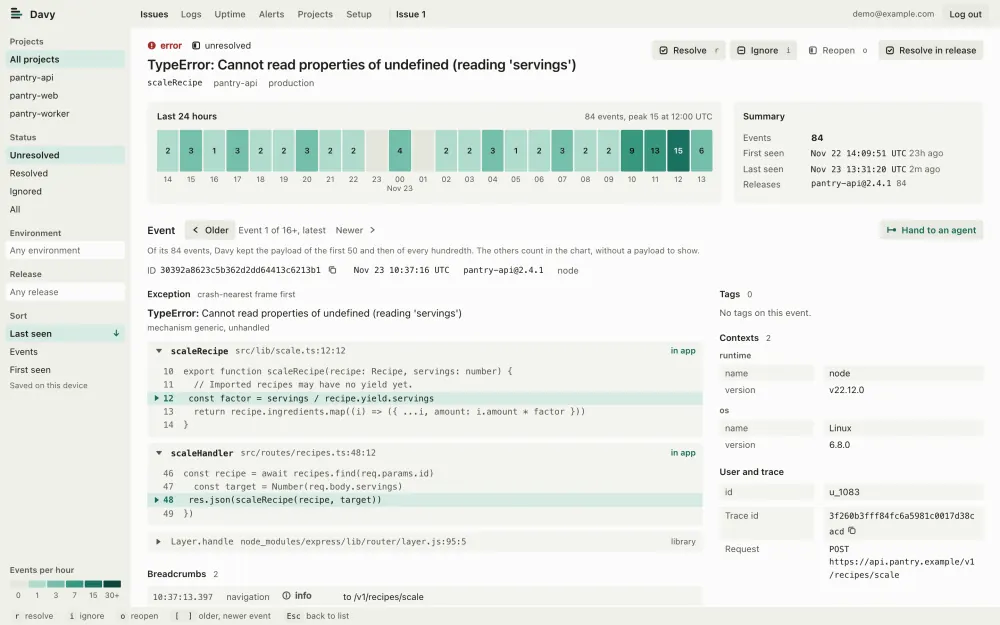 Davy
Issues Logs Uptime Alerts Projects Setup Issue 1
demo@example.com Log out
Projects
All projects
pantry-api
pantry-web
pantry-worker
Status
Unresolved
Resolved
Ignored
All
Environment
Any environment
Release
Any release
Sort
Last seen ↓
Events
First seen
Saved on this device
Events per hour
0 1 3 7 15 30+
error unresolved
TypeError: Cannot read properties of undefined (reading 'servings')
scaleRecipe pantry-api production
Resolve r Ignore i Reopen o Resolve in release
Last 24 hours 84 events, peak 15 at 12:00 UTC
2 3 1 3 2 2 3 2 2 4 2 2 3 1 2 3 2 2 9 13 15 6
14 15 16 17 18 19 20 21 22 23 00 01 02 03 04 05 06 07 08 09 10 11 12 13
Nov 23
Summary
Events 84
First seen Nov 22 14:09:51 UTC 23h ago
Last seen Nov 23 13:31:20 UTC 2m ago
Releases pantry-api@2.4.1 84
Event Older Event 1 of 16+, latest Newer
Hand to an agent
Of its 84 events, Davy kept the payload of the first 50 and then of every hundredth. The others count in the chart, without a payload to show.
ID 30392a8623c5b362d2dd64413c6213b1 Nov 23 10:37:16 UTC pantry-api@2.4.1 node
Exception crash-nearest frame first
TypeError: Cannot read properties of undefined (reading 'servings')
mechanism generic, unhandled
scaleRecipe src/lib/scale.ts:12:12 in app
10 export function scaleRecipe(recipe: Recipe, servings: number) {
11 // Imported recipes may have no yield yet.
12 const factor = servings / recipe.yield.servings
13 return recipe.ingredients.map((i) => ({ ...i, amount: i.amount * factor }))
14 }
scaleHandler src/routes/recipes.ts:48:12 in app
46 const recipe = await recipes.find(req.params.id)
47 const target = Number(req.body.servings)
48 res.json(scaleRecipe(recipe, target))
49 })
Layer.handle node_modules/express/lib/router/layer.js:95:5 library
Breadcrumbs 2
10:37:13.397 navigation info to /v1/recipes/scale
Tags 0
No tags on this event.
Contexts 2
runtime
name node
version v22.12.0
os
name Linux
version 6.8.0
User and trace
id u_1083
Trace id 3f260b3fff84fc6a5981c0017d38c
acd
Request POST
https://api.pantry.example/v1
/recipes/scale
r resolve i ignore o reopen [ ] older, newer event Esc back to list